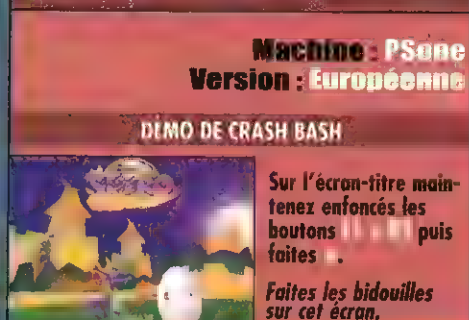 Machine : PSone
Version : Européenne
DÉMO DE CRASH BASH
Sur l'écran-titre main-
tenez enfoncés les
boutons puis
faites .
Faites les bidouilles
sur cet écran.